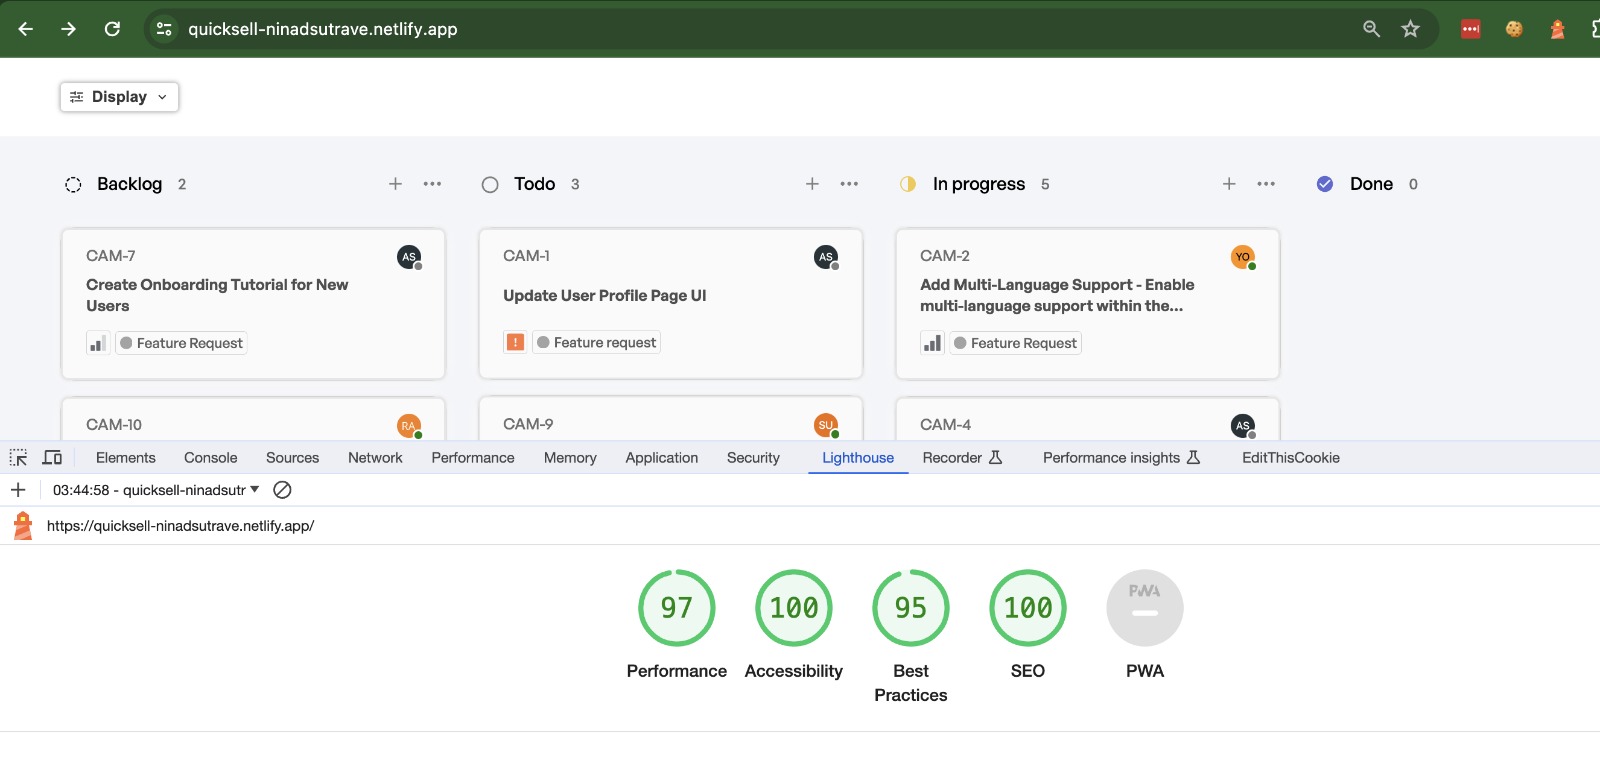 quicksell-ninadsutrave.netlify.app
Display
Backlog 2
Todo 3
In progress 5
Done 0
CAM-7
AS
Create Onboarding Tutorial for New
Users
Feature Request
CAM-1
AS
Update User Profile Page UI
!
Feature request
CAM-2
YO
Add Multi-Language Support - Enable
multi-language support within the...
Feature Request
CAM-10
RA
CAM-9
SU
CAM-4
AS
Elements Console Sources Network Performance Memory Application Security Lighthouse Recorder Performance insights EditThisCookie
03:44:58 - quicksell-ninadsutr
https://quicksell-ninadsutrave.netlify.app/
97 100 95 100 PWA
Performance Accessibility Best SEO PWA
Practices